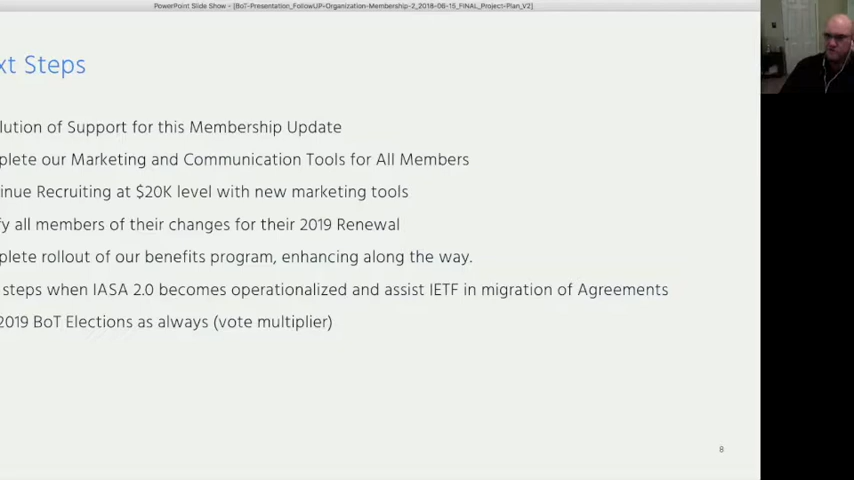 PowerPoint Slide Show - [BoT-Presentation_FollowUP-Organization-Membership-2_2018-06-15_FINAL_Project-Plan_V2]
xt Steps
lution of Support for this Membership Update
plete our Marketing and Communication Tools for All Members
inue Recruiting at $20K level with new marketing tools
fy all members of their changes for their 2019 Renewal
plete rollout of our benefits program, enhancing along the way.
steps when IASA 2.0 becomes operationalized and assist IETF in migration of Agreements
2019 BoT Elections as always (vote multiplier)
8